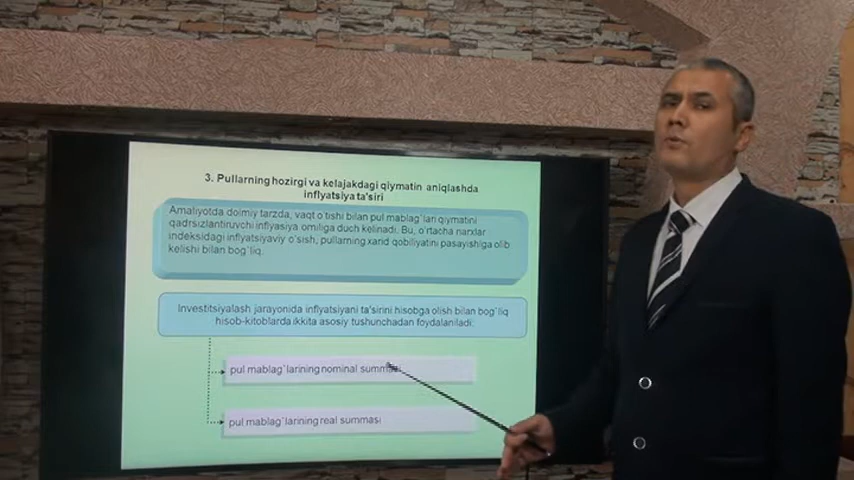 3. Pullarning hozirgi va kelajakdagi qiymatin aniqlashda
inflyatsiya ta'siri
Amaliyotda doimiy tarzda, vaqt o`tishi bilan pul mablag`lari qiymatini
qadrsizlantiruvchi inflyasiya omiliga duch kelinadi. Bu, o`rtacha narxlar
indeksidagi inflyatsiyaviy o`sish, pullarning xarid qobiliyatini pasayishiga olib
kelishi bilan bog`liq.
Investitsiyalash jarayonida inflyatsiyani ta'sirini hisobga olish bilan bog`liq
hisob-kitoblarda ikkita asosiy tushunchadan foydalaniladi:
pul mablag`larining nominal summasi
pul mablag`larining real summasi